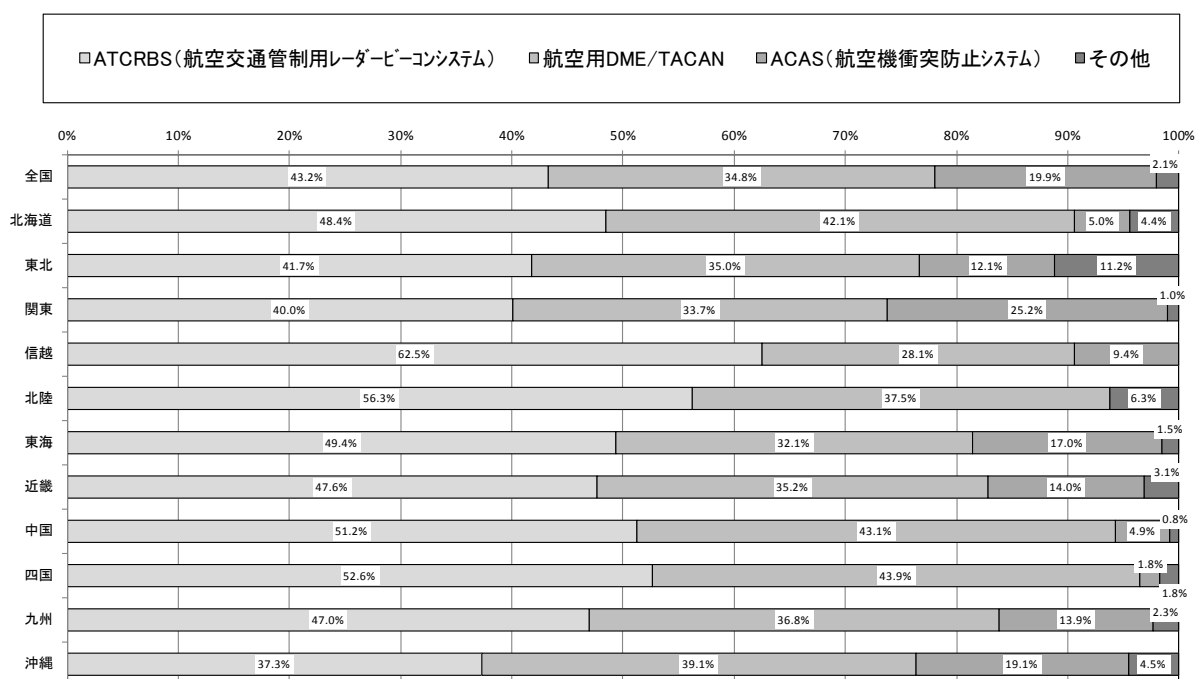 ■ATCRBS(航空交通管制用ﾚｰﾀﾞｰﾋﾞｰｺﾝｼｽﾃﾑ) ■航空用DME/TACAN ■ACAS(航空機衝突防止ｼｽﾃﾑ) ■その他
0% 10% 20% 30% 40% 50% 60% 70% 80% 90% 100%
全国 43.2% 34.8% 19.9% 2.1%
北海道 48.4% 42.1% 5.0% 4.4%
東北 41.7% 35.0% 12.1% 11.2%
関東 40.0% 33.7% 25.2% 1.0%
信越 62.5% 28.1% 9.4%
北陸 56.3% 37.5% 6.3%
東海 49.4% 32.1% 17.0% 1.5%
近畿 47.6% 35.2% 14.0% 3.1%
中国 51.2% 43.1% 4.9% 0.8%
四国 52.6% 43.9% 1.8% 1.8%
九州 47.0% 36.8% 13.9% 2.3%
沖縄 37.3% 39.1% 19.1% 4.5%